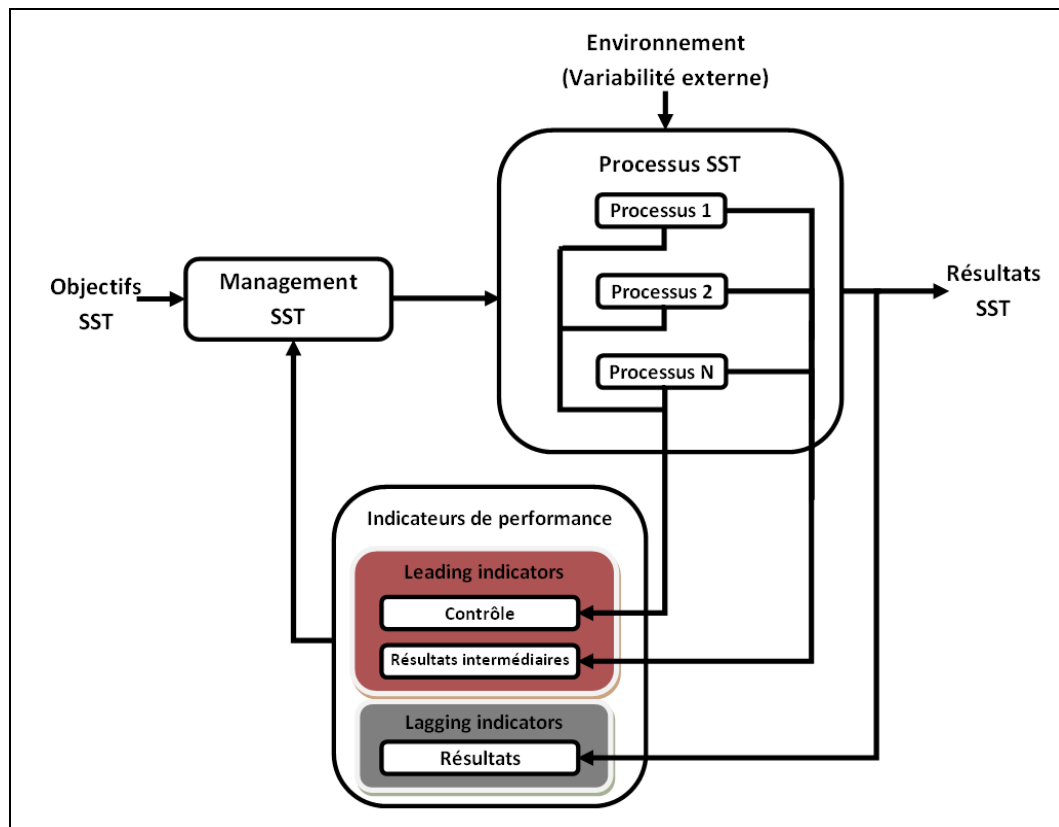 Environnement
(Variabilité externe)
Processus SST
Processus 1
Processus 2
Processus N
Objectifs
SST
Management
SST
Résultats
SST
Indicateurs de performance
Leading indicators
Contrôle
Résultats intermédiaires
Lagging indicators
Résultats